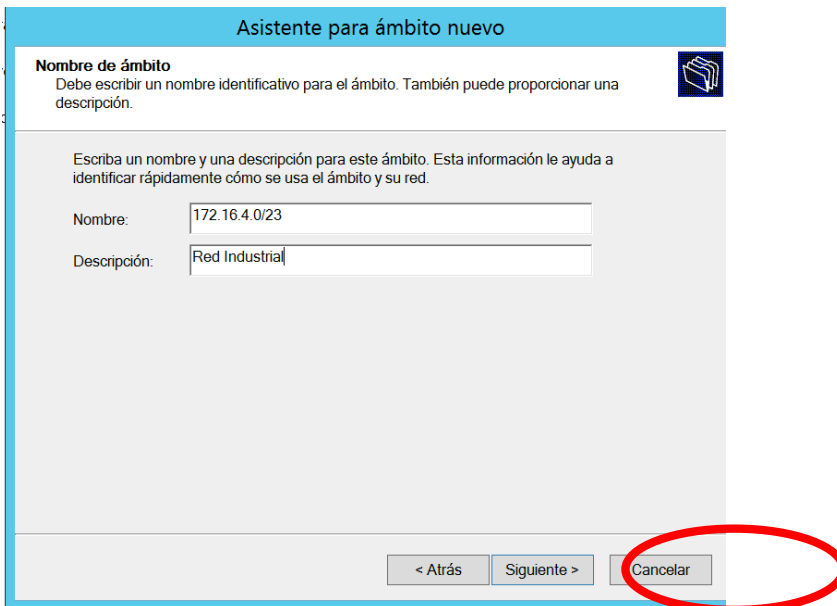 Asistente para ámbito nuevo
Nombre de ámbito
Debe escribir un nombre identificativo para el ámbito. También puede proporcionar una
descripción.
Escriba un nombre y una descripción para este ámbito. Esta información le ayuda a
identificar rápidamente cómo se usa el ámbito y su red.
Nombre: 172.16.4.0/23
Descripción: Red Industrial
< Atrás Siguiente > Cancelar